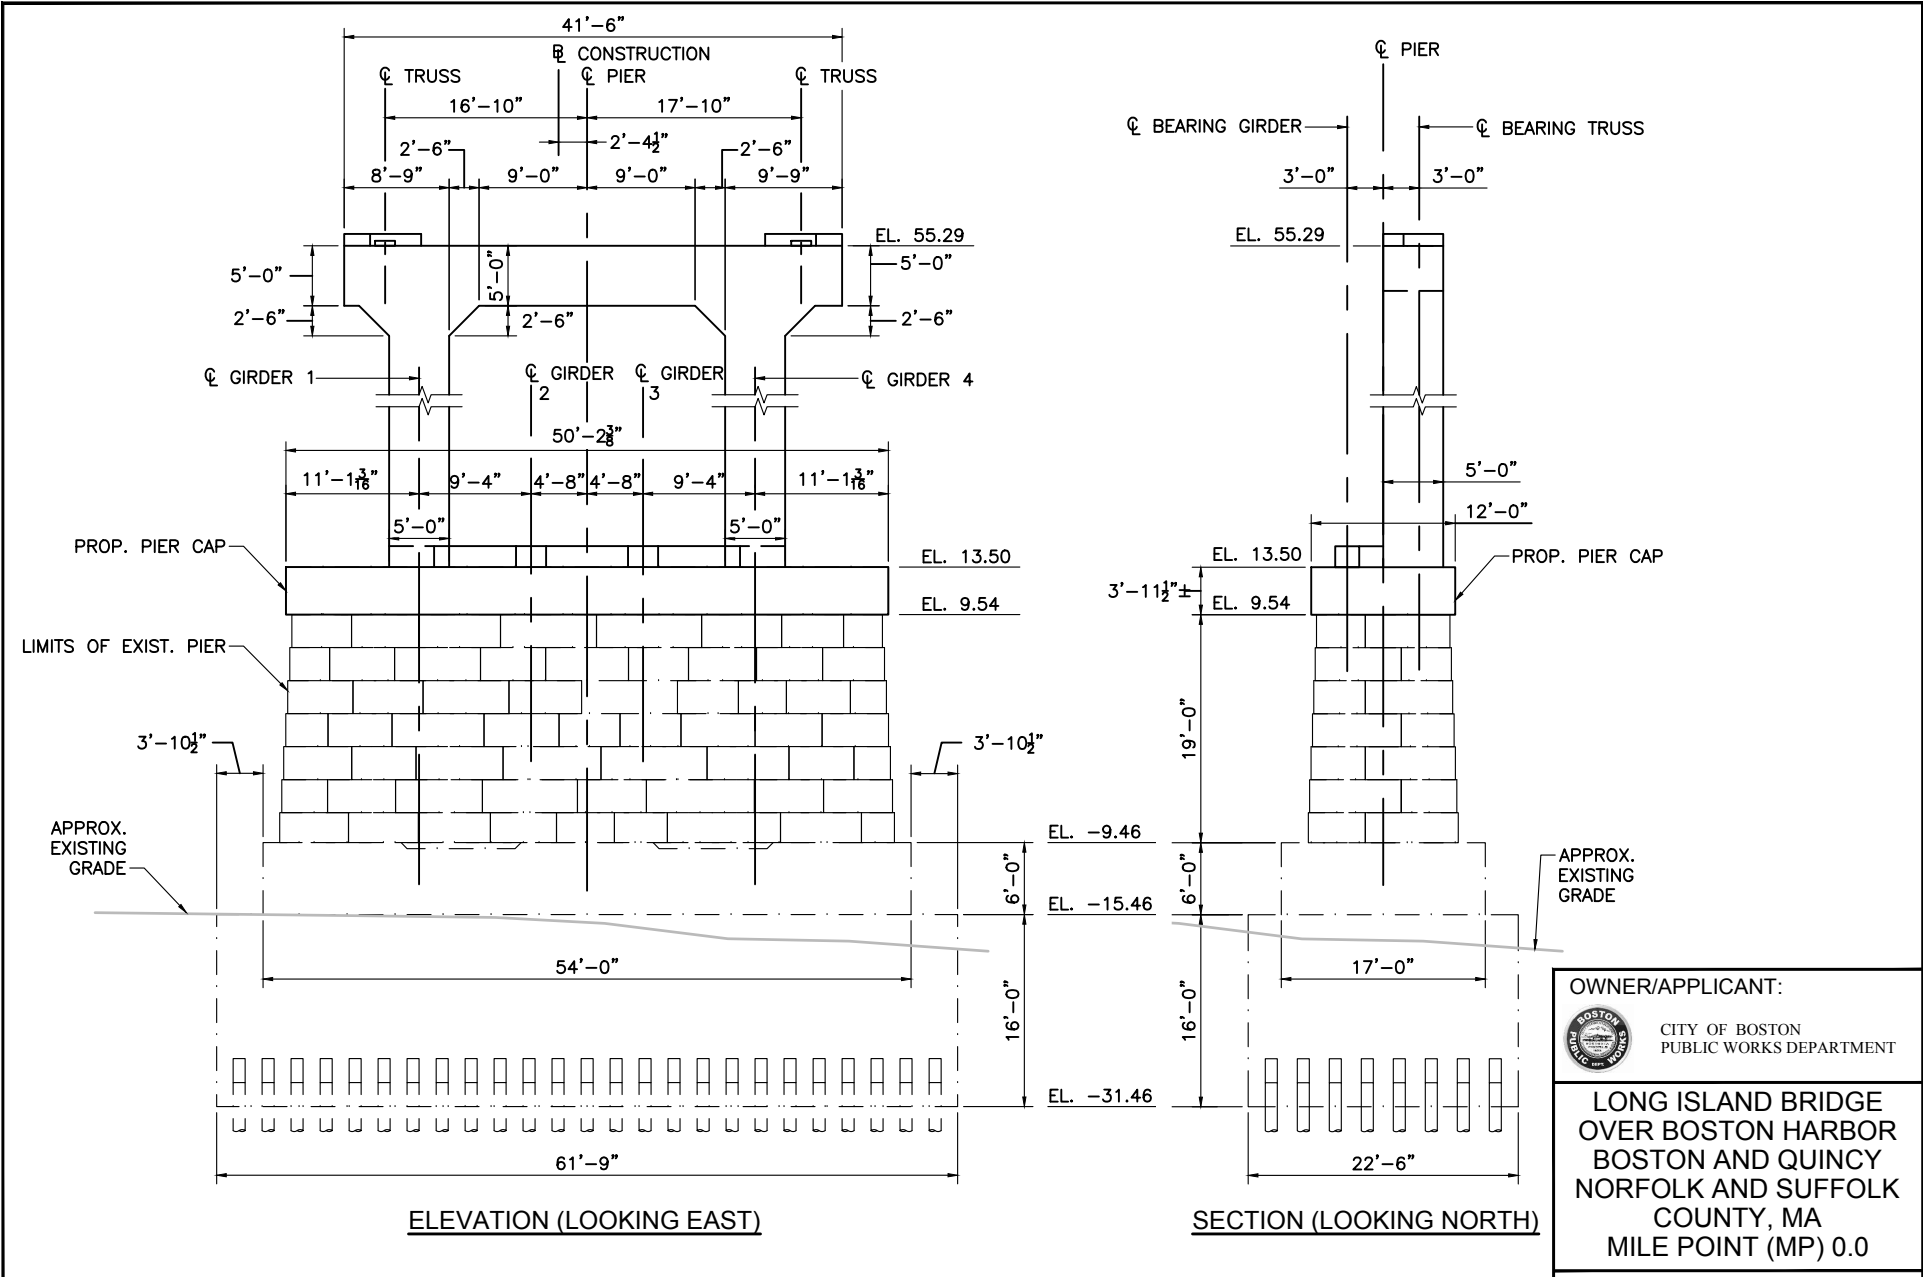 41'-6"
℄ CONSTRUCTION
℄ TRUSS
℄ PIER
℄ TRUSS
16'-10"
17'-10"
2'-4½"
2'-6"
2'-6"
8'-9"
9'-0"
9'-0"
9'-9"
EL. 55.29
5'-0"
5'-0"
5'-0"
2'-6"
2'-6"
2'-6"
℄ GIRDER 1
℄ GIRDER
2
℄ GIRDER
3
℄ GIRDER 4
50'-2⅜"
11'-1 3/16"
9'-4"
4'-8"
4'-8"
9'-4"
11'-1 3/16"
5'-0"
5'-0"
PROP. PIER CAP
EL. 13.50
EL. 9.54
LIMITS OF EXIST. PIER
3'-10½"
3'-10½"
APPROX.
EXISTING
GRADE
EL. -9.46
6'-0"
EL. -15.46
54'-0"
16'-0"
EL. -31.46
61'-9"
ELEVATION (LOOKING EAST)
℄ PIER
℄ BEARING GIRDER
℄ BEARING TRUSS
3'-0"
3'-0"
EL. 55.29
5'-0"
12'-0"
EL. 13.50
PROP. PIER CAP
3'-11½"±
EL. 9.54
19'-0"
6'-0"
APPROX.
EXISTING
GRADE
17'-0"
16'-0"
22'-6"
SECTION (LOOKING NORTH)
OWNER/APPLICANT:
BOSTON
PUBLIC WORKS
DEPT
CITY OF BOSTON
PUBLIC WORKS DEPARTMENT
LONG ISLAND BRIDGE
OVER BOSTON HARBOR
BOSTON AND QUINCY
NORFOLK AND SUFFOLK
COUNTY, MA
MILE POINT (MP) 0.0